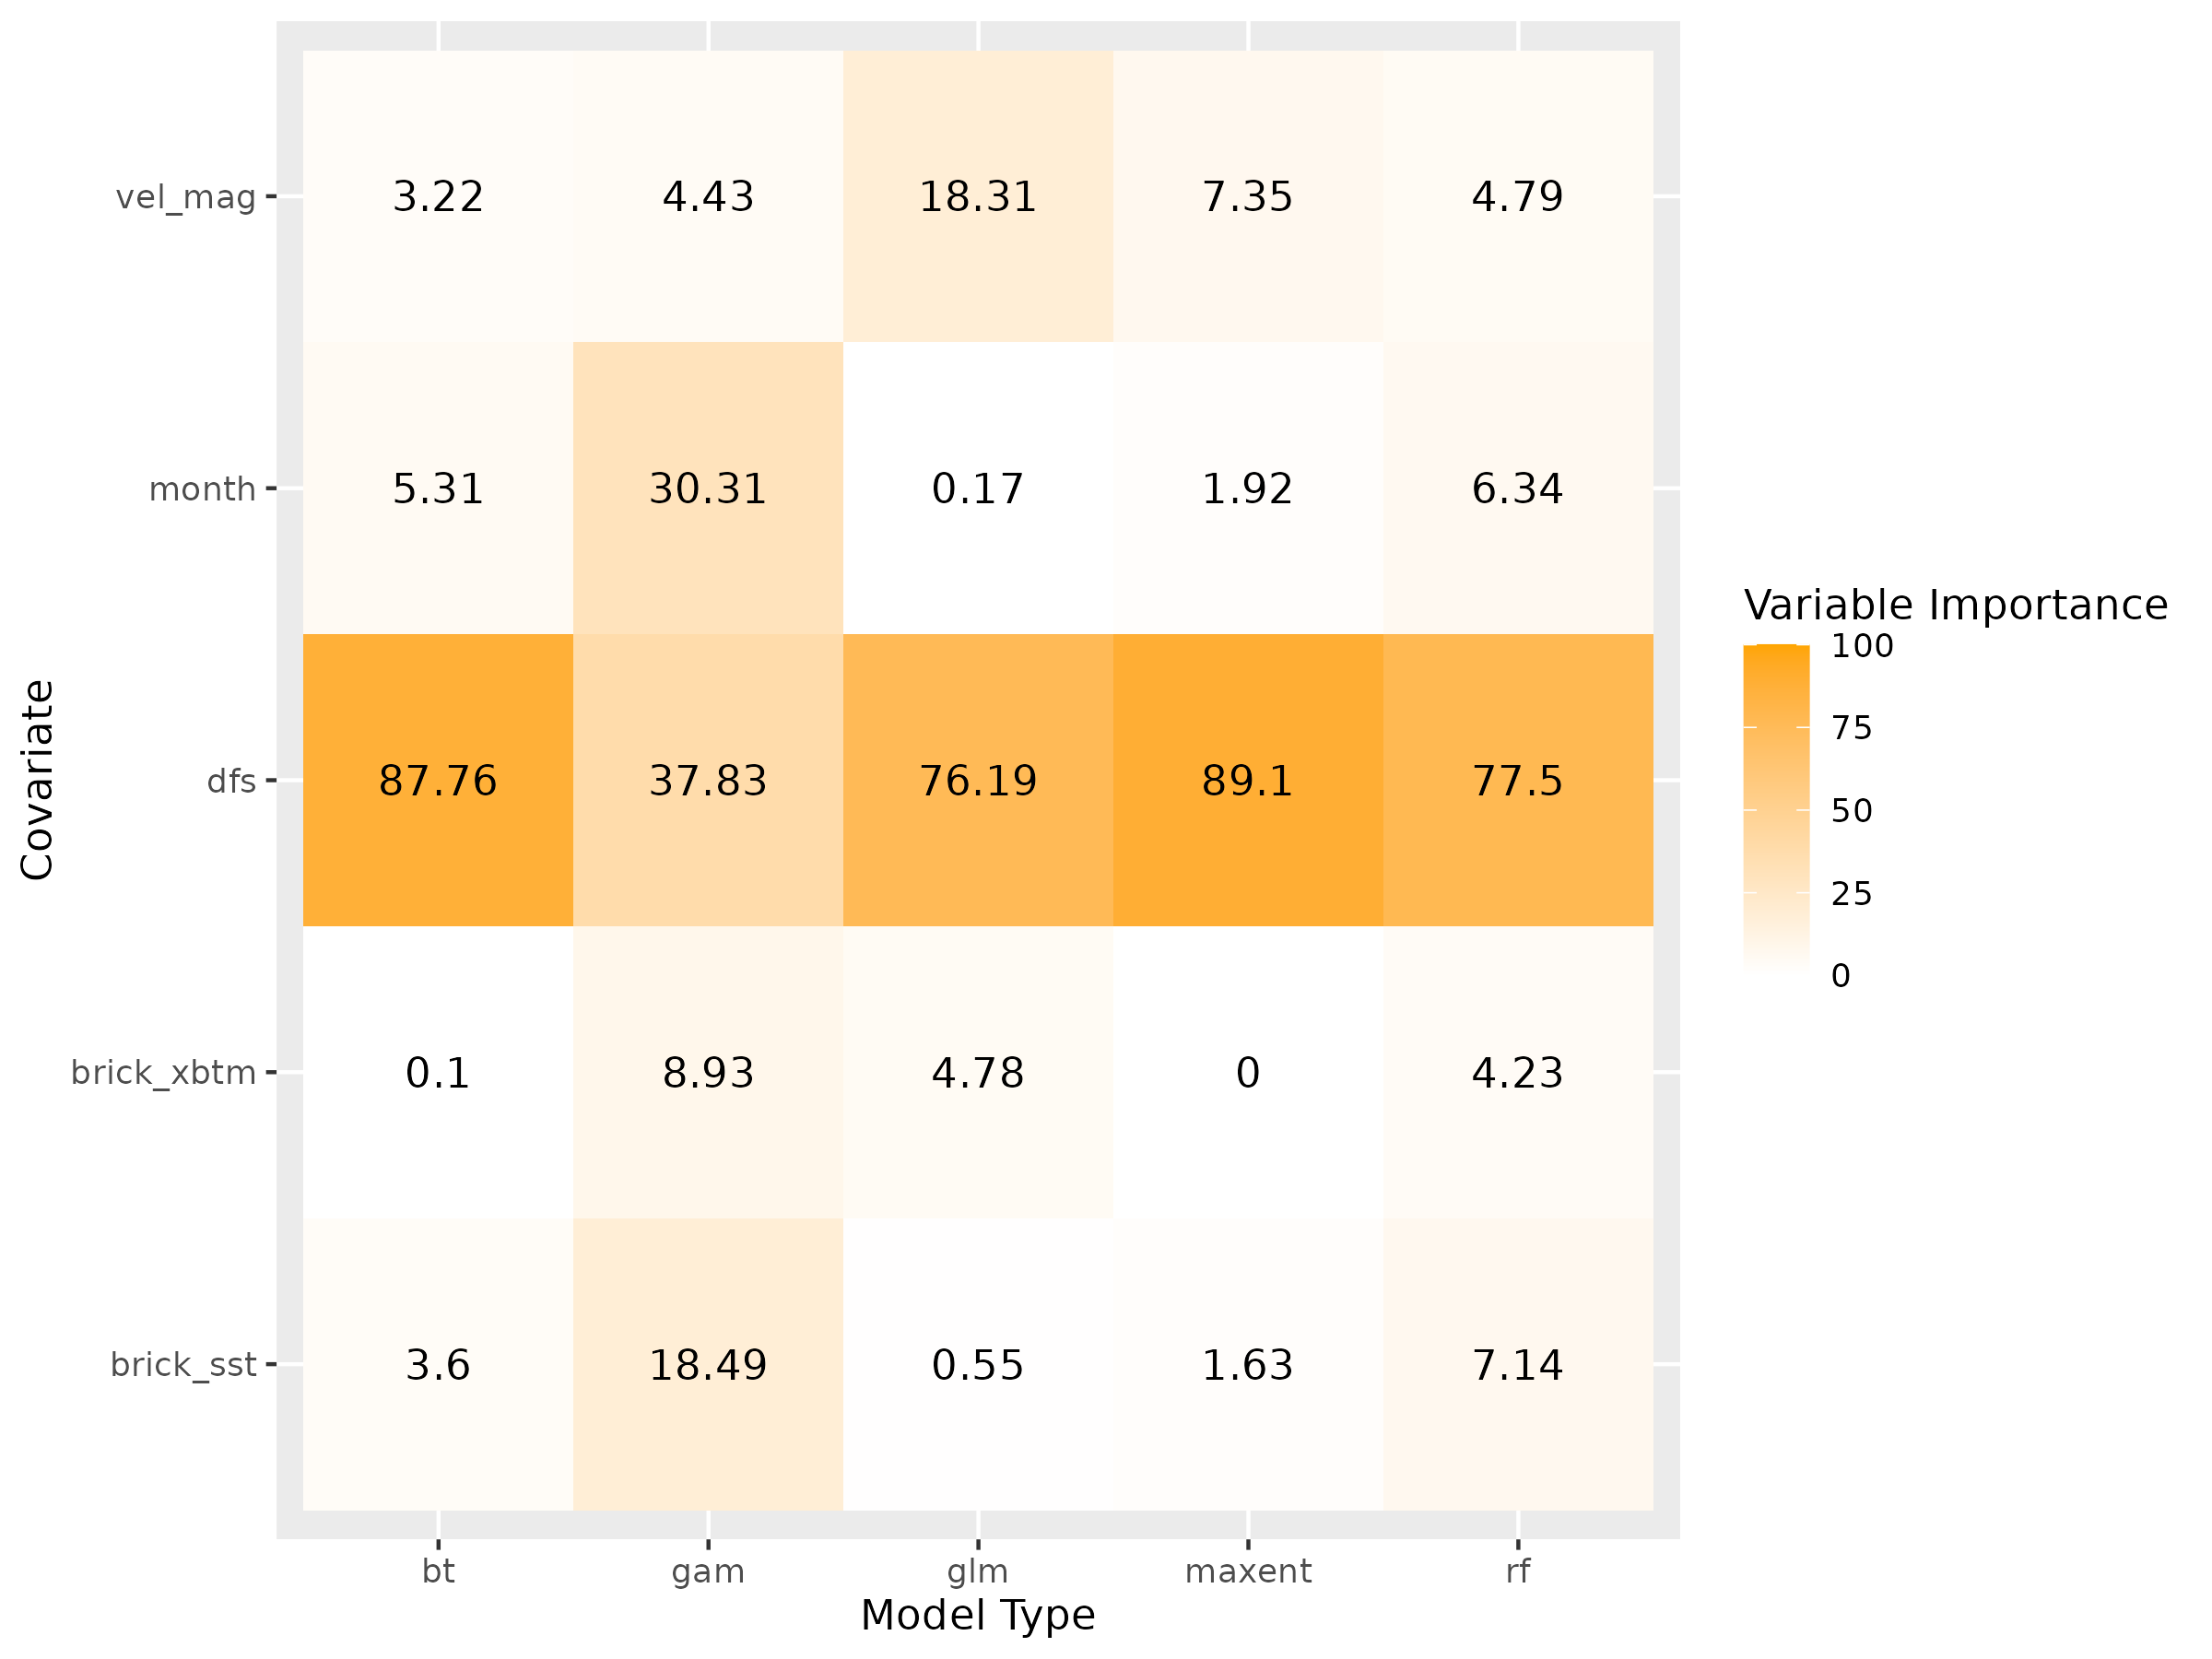 vel_mag 3.22 4.43 18.31 7.35 4.79
month 5.31 30.31 0.17 1.92 6.34
dfs 87.76 37.83 76.19 89.1 77.5
brick_xbtm 0.1 8.93 4.78 0 4.23
brick_sst 3.6 18.49 0.55 1.63 7.14
bt gam glm maxent rf
Model Type
Covariate
Variable Importance
100
75
50
25
0